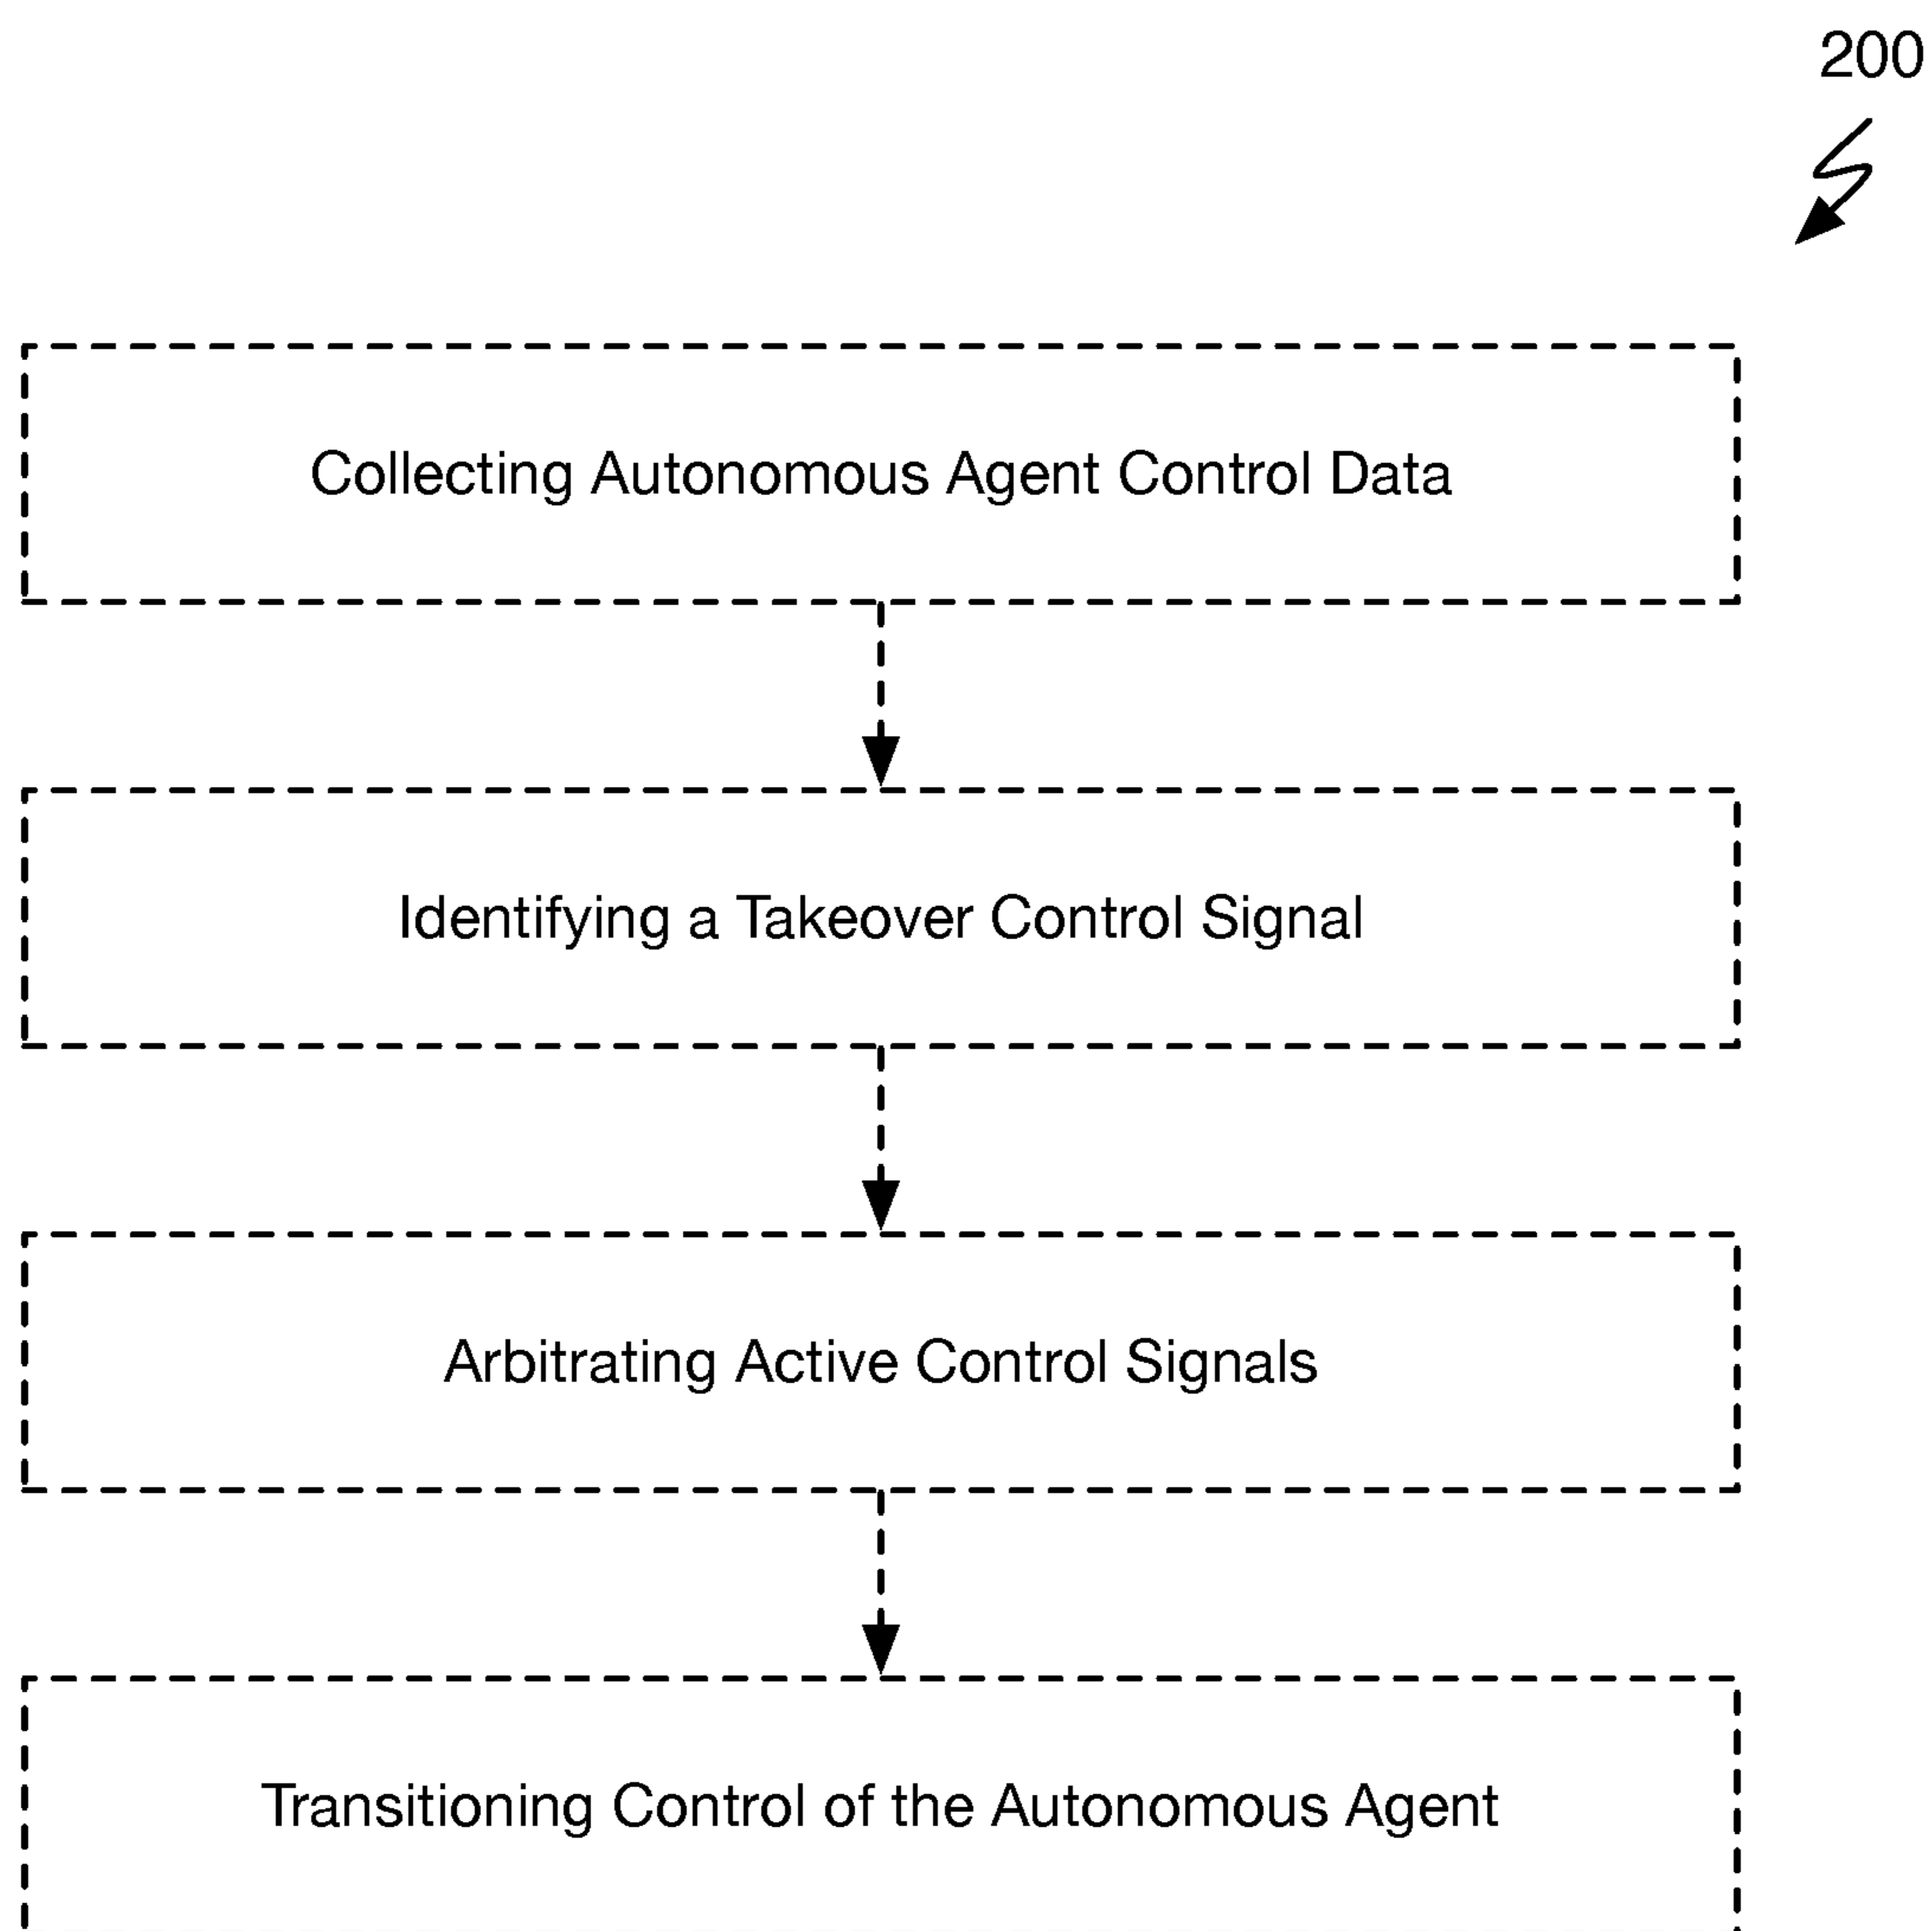 200
Collecting Autonomous Agent Control Data
Identifying a Takeover Control Signal
Arbitrating Active Control Signals
Transitioning Control of the Autonomous Agent